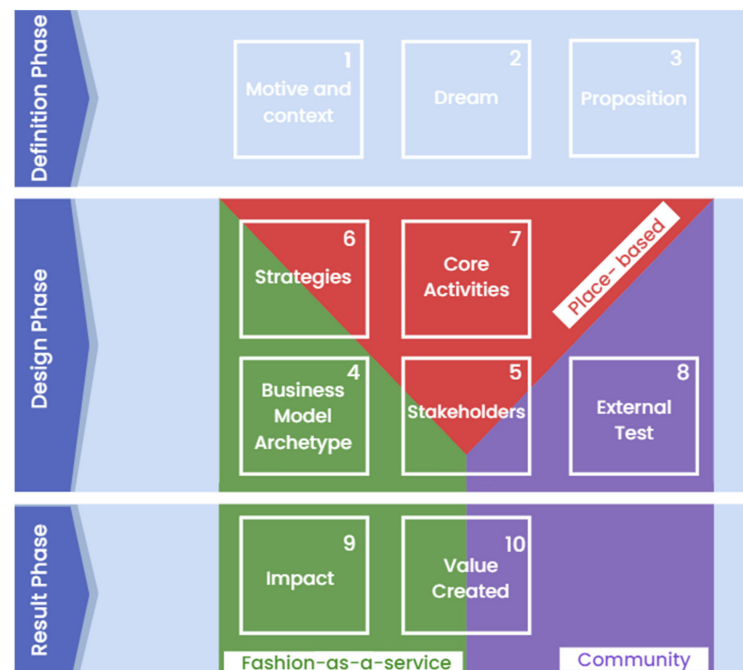 Definition Phase
1
Motive and
context
2
Dream
3
Proposition
Design Phase
6
Strategies
7
Core
Activities
Place- based
4
Business
Model
Archetype
5
Stakeholders
8
External
Test
Result Phase
9
Impact
10
Value
Created
Fashion-as-a-service
Community